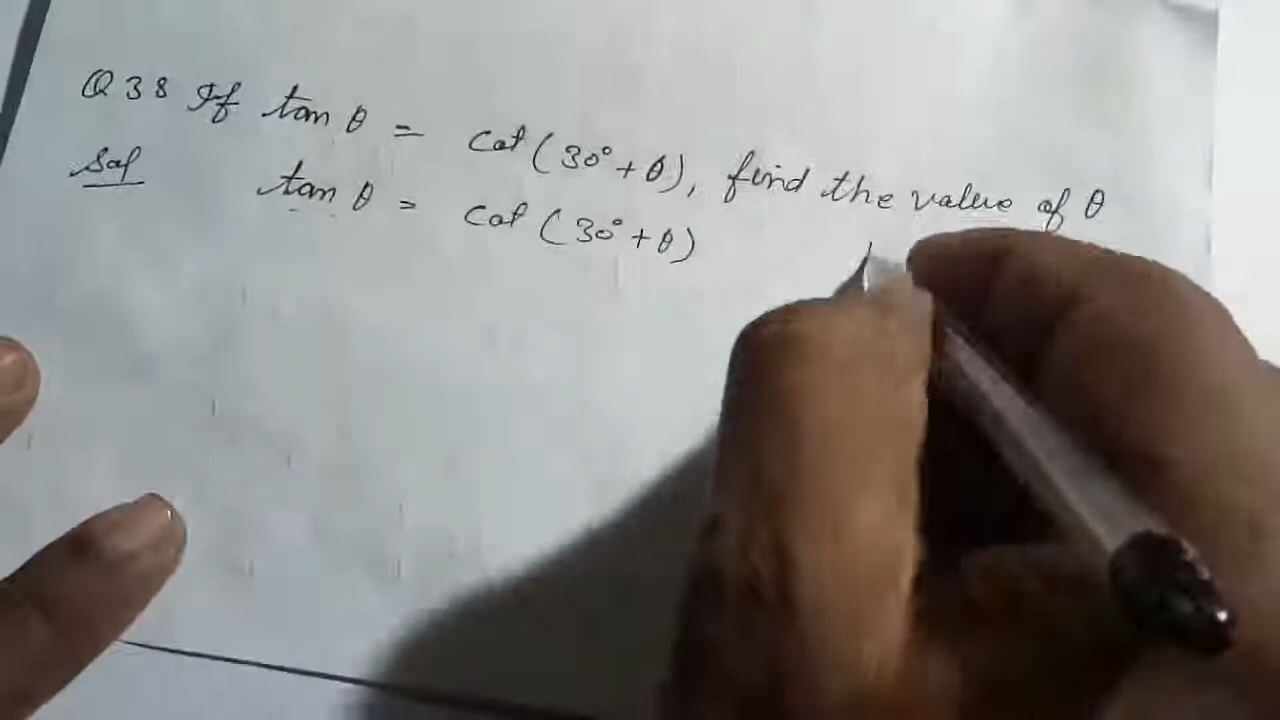 Q 38 If tan θ = cot (30° + θ), find the value of θ
Sol tan θ = cot (30° + θ)